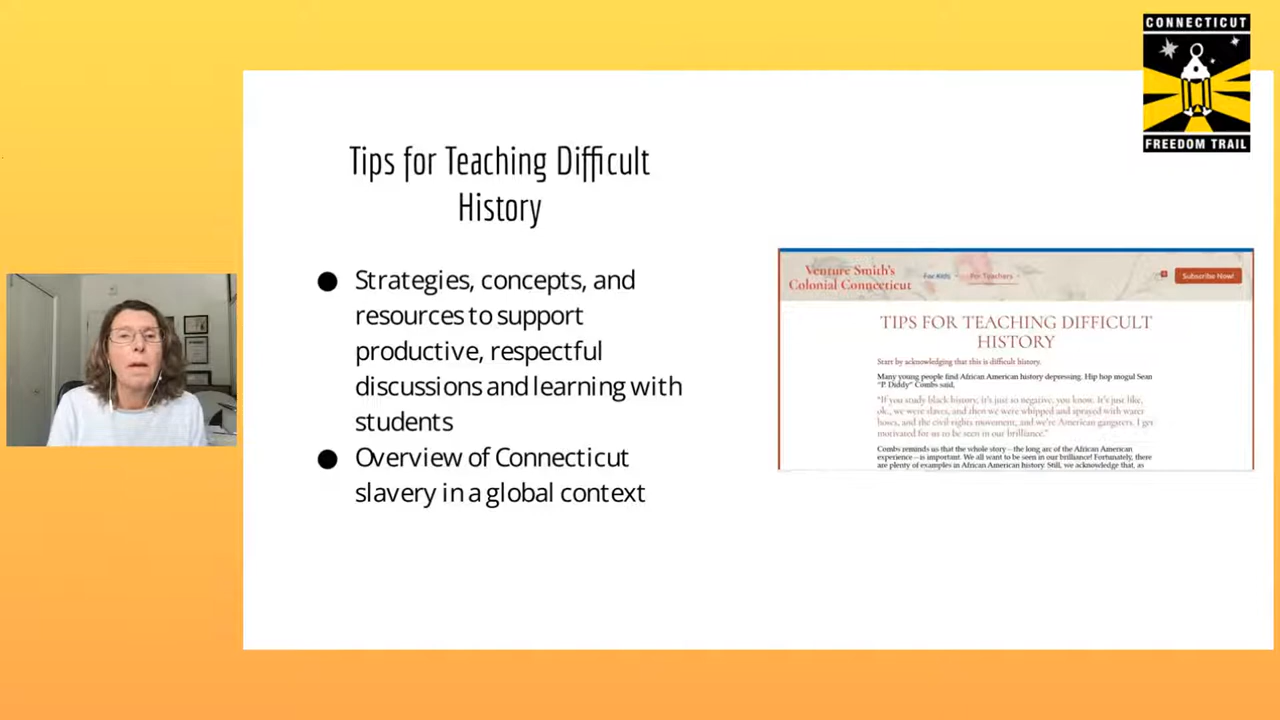 CONNECTICUT
FREEDOM TRAIL
Tips for Teaching Difficult
History
● Strategies, concepts, and
resources to support
productive, respectful
discussions and learning with
students
● Overview of Connecticut
slavery in a global context
Venture Smith's
Colonial Connecticut
For Kids
For Teachers
Subscribe Now!
TIPS FOR TEACHING DIFFICULT
HISTORY
Start by acknowledging that this is difficult history.
Many young people find African American history depressing. Hip hop mogul Sean
"P. Diddy" Combs said,
"If you study black history, it's just so negative, you know. It's just like,
ok., we were slaves, and then we were whipped and sprayed with water
hoses, and the civil rights movement, and we're American gangsters. I get
motivated for us to be seen in our brilliance."
Combs reminds us that the whole story—the long arc of the African American
experience—is important. We all want to be seen in our brilliance! Fortunately, there
are plenty of examples in African American history. Still, we acknowledge that, as